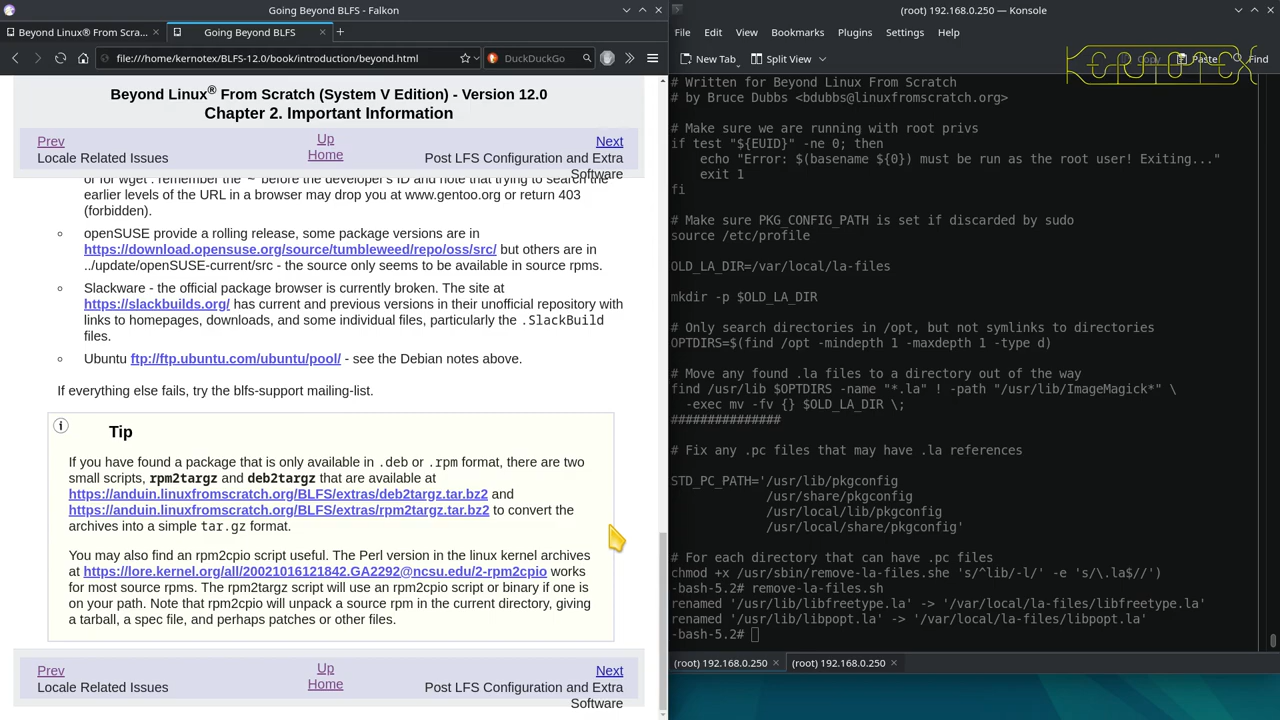 Going Beyond BLFS - Falkon
Beyond Linux® From Scra...
Going Beyond BLFS
file:///home/kernotex/BLFS-12.0/book/introduction/beyond.html
DuckDuckGo
Beyond Linux® From Scratch (System V Edition) - Version 12.0
Chapter 2. Important Information
Prev
Up
Next
Locale Related Issues
Home
Post LFS Configuration and Extra
Software
or for wget . remember the '~' before the developer's ID and note that trying to search the
earlier levels of the URL in a browser may drop you at www.gentoo.org or return 403
(forbidden).
openSUSE provide a rolling release, some package versions are in
https://download.opensuse.org/source/tumbleweed/repo/oss/src/ but others are in
../update/openSUSE-current/src - the source only seems to be available in source rpms.
Slackware - the official package browser is currently broken. The site at
https://slackbuilds.org/ has current and previous versions in their unofficial repository with
links to homepages, downloads, and some individual files, particularly the .SlackBuild
files.
Ubuntu ftp://ftp.ubuntu.com/ubuntu/pool/ - see the Debian notes above.
If everything else fails, try the blfs-support mailing-list.
Tip
If you have found a package that is only available in .deb or .rpm format, there are two
small scripts, rpm2targz and deb2targz that are available at
https://anduin.linuxfromscratch.org/BLFS/extras/deb2targz.tar.bz2 and
https://anduin.linuxfromscratch.org/BLFS/extras/rpm2targz.tar.bz2 to convert the
archives into a simple tar.gz format.
You may also find an rpm2cpio script useful. The Perl version in the linux kernel archives
at https://lore.kernel.org/all/20021016121842.GA2292@ncsu.edu/2-rpm2cpio works
for most source rpms. The rpm2targz script will use an rpm2cpio script or binary if one is
on your path. Note that rpm2cpio will unpack a source rpm in the current directory, giving
a tarball, a spec file, and perhaps patches or other files.
Prev
Up
Next
Locale Related Issues
Home
Post LFS Configuration and Extra
Software
(root) 192.168.0.250 — Konsole
File Edit View Bookmarks Plugins Settings Help
New Tab Split View Copy Paste Find
Kernotex
# Written for Beyond Linux From Scratch
# by Bruce Dubbs <bdubbs@linuxfromscratch.org>
# Make sure we are running with root privs
if test "${EUID}" -ne 0; then
echo "Error: $(basename ${0}) must be run as the root user! Exiting..."
exit 1
fi
# Make sure PKG_CONFIG_PATH is set if discarded by sudo
source /etc/profile
OLD_LA_DIR=/var/local/la-files
mkdir -p $OLD_LA_DIR
# Only search directories in /opt, but not symlinks to directories
OPTDIRS=$(find /opt -mindepth 1 -maxdepth 1 -type d)
# Move any found .la files to a directory out of the way
find /usr/lib $OPTDIRS -name "*.la" ! -path "/usr/lib/ImageMagick*" \
-exec mv -fv {} $OLD_LA_DIR \;
###############
# Fix any .pc files that may have .la references
STD_PC_PATH='/usr/lib/pkgconfig
/usr/share/pkgconfig
/usr/local/lib/pkgconfig
/usr/local/share/pkgconfig'
# For each directory that can have .pc files
chmod +x /usr/sbin/remove-la-files.she 's/^lib/-l/' -e 's/\.la$//')
-bash-5.2# remove-la-files.sh
renamed '/usr/lib/libfreetype.la' -> '/var/local/la-files/libfreetype.la'
renamed '/usr/lib/libpopt.la' -> '/var/local/la-files/libpopt.la'
-bash-5.2#
(root) 192.168.0.250
(root) 192.168.0.250